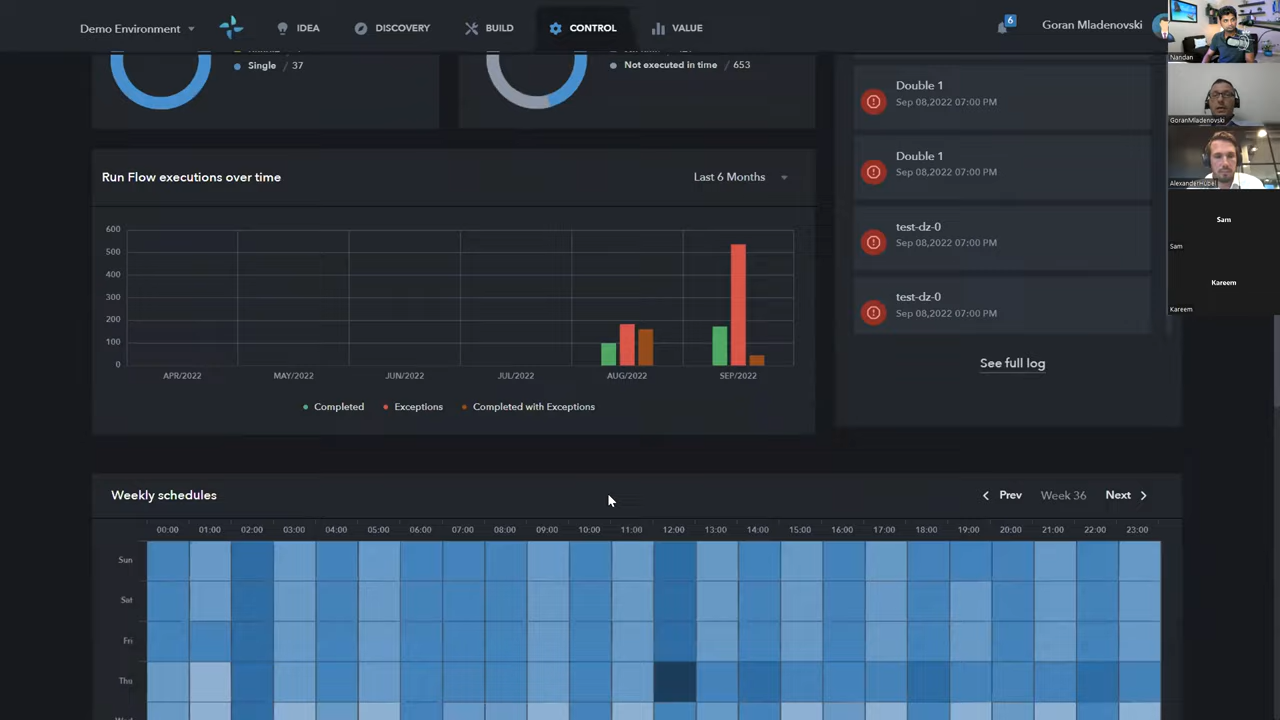 Demo Environment
IDEA
DISCOVERY
BUILD
CONTROL
VALUE
6
Goran Mladenovski
Nandan
GoranMladenovski
AlexanderHübel
Sam
Sam
Kareem
Kareem
Single / 37
Not executed in time / 653
Double 1
Sep 08,2022 07:00 PM
Double 1
Sep 08,2022 07:00 PM
test-dz-0
Sep 08,2022 07:00 PM
test-dz-0
Sep 08,2022 07:00 PM
See full log
Run Flow executions over time
Last 6 Months
600
500
400
300
200
100
0
APR/2022 MAY/2022 JUN/2022 JUL/2022 AUG/2022 SEP/2022
Completed Exceptions Completed with Exceptions
Weekly schedules
Prev Week 36 Next
00:00 01:00 02:00 03:00 04:00 05:00 06:00 07:00 08:00 09:00 10:00 11:00 12:00 13:00 14:00 15:00 16:00 17:00 18:00 19:00 20:00 21:00 22:00 23:00
Sun
Sat
Fri
Thu